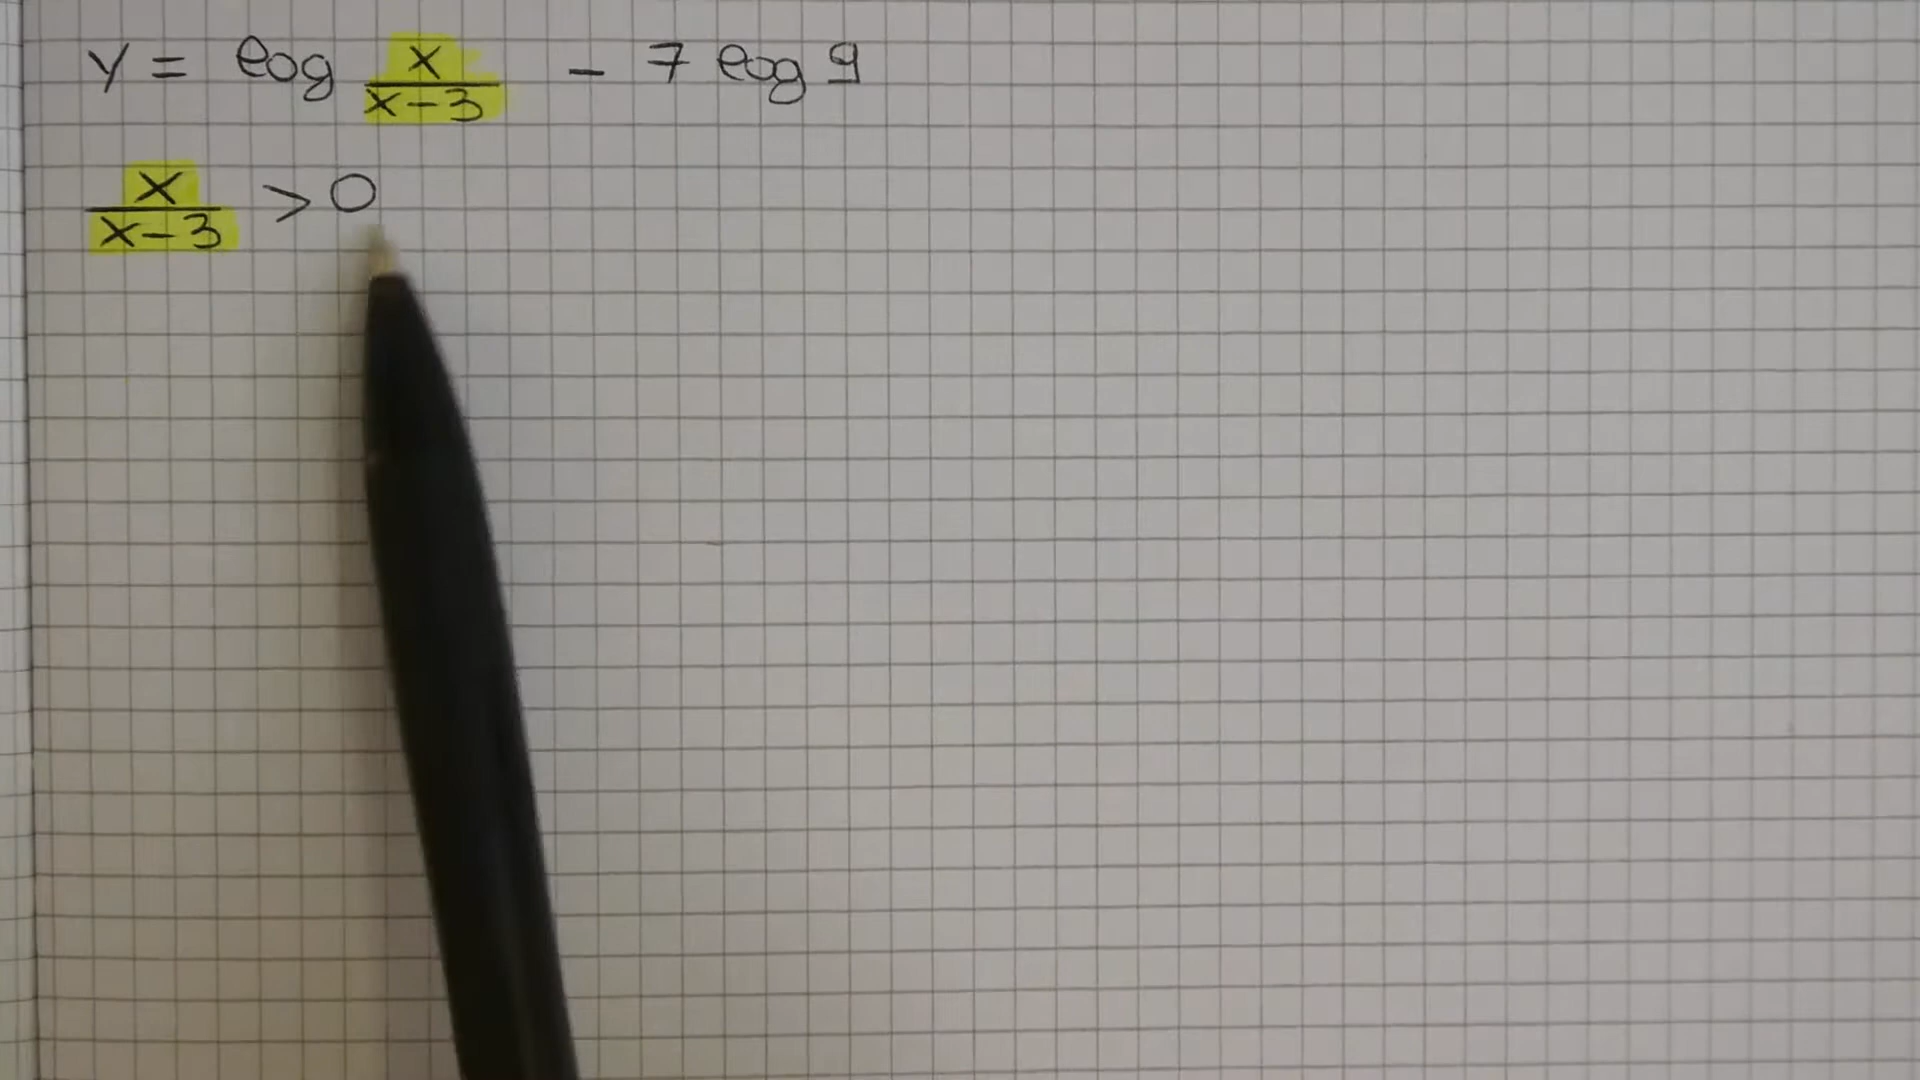 y = log x/(x-3) - 7 log 9
x/(x-3) > 0